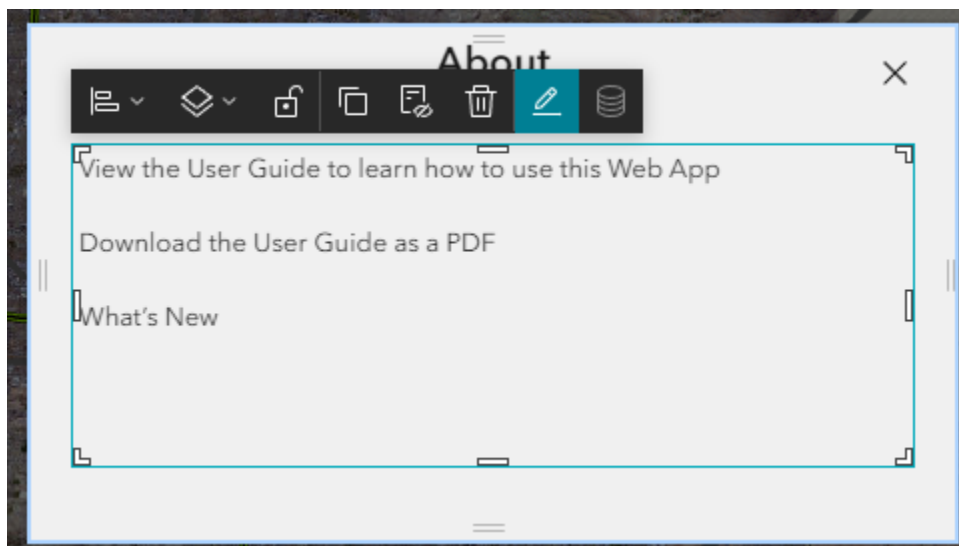 About
View the User Guide to learn how to use this Web App
Download the User Guide as a PDF
What's New